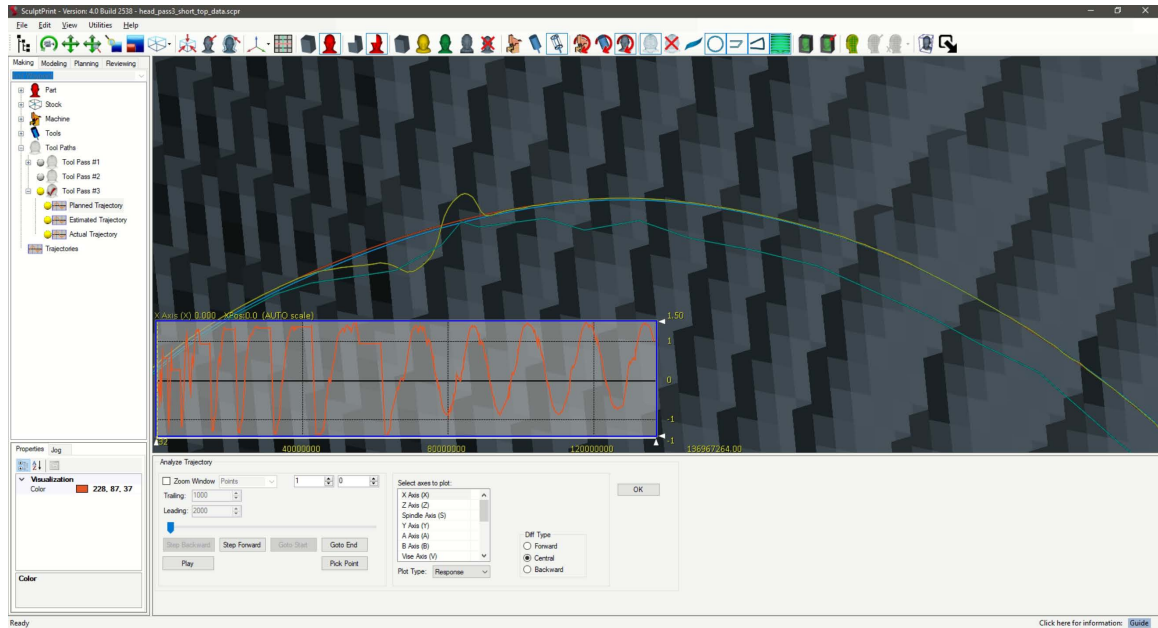 SculptPrint - Version: 4.0 Build 2538 - head_pass3_short_top_data.scpr
File Edit View Utilities Help
Making Modeling Planning Reviewing
Part
Stock
Machine
Tools
Tool Paths
Tool Pass #1
Tool Pass #2
Tool Pass #3
Planned Trajectory
Estimated Trajectory
Actual Trajectory
Trajectories
X Axis (X) 0.000 XPos:0.0 (AUTO scale)
1.50
1
0
-1
-1
40000000 80000000 120000000 136967264.00
Properties Jog
Visualization
Color 228, 87, 37
Color
Analyze Trajectory
Zoom Window Points 1 0
Trailing: 1000
Leading: 2000
Step Backward Step Forward Goto Start Goto End
Play Pick Point
Select axes to plot:
X Axis (X)
Z Axis (Z)
Spindle Axis (S)
Y Axis (Y)
A Axis (A)
B Axis (B)
Vise Axis (V)
Plot Type: Response
Diff Type
Forward
Central
Backward
OK
Ready
Click here for information: Guide